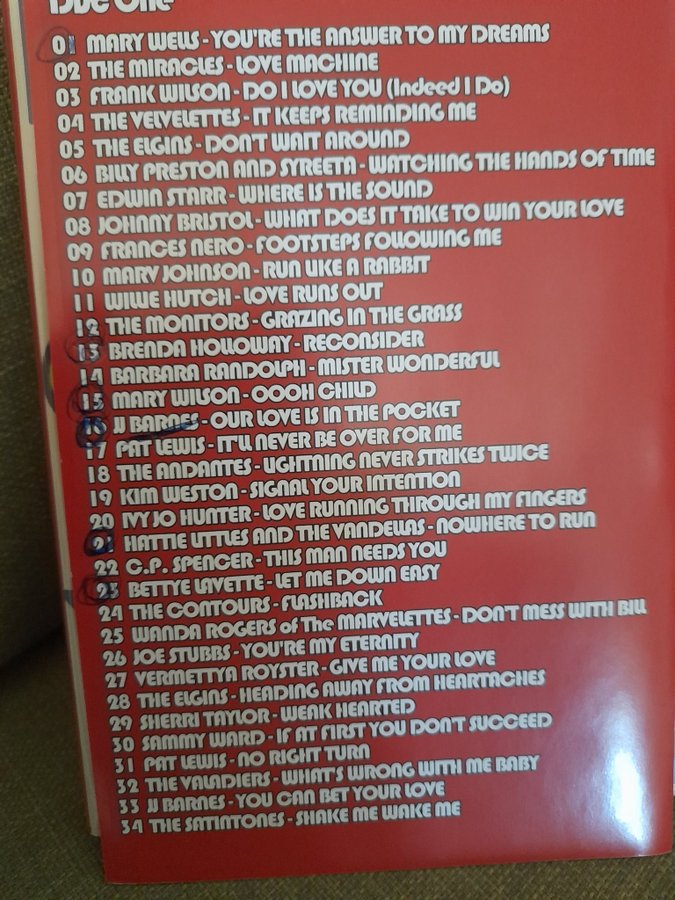 Disc One
01 MARY WELLS - YOU'RE THE ANSWER TO MY DREAMS
02 THE MIRACLES - LOVE MACHINE
03 FRANK WILSON - DO I LOVE YOU (Indeed I Do)
04 THE VELVELETTES - IT KEEPS REMINDING ME
05 THE ELGINS - DON'T WAIT AROUND
06 BILLY PRESTON AND SYREETA - WATCHING THE HANDS OF TIME
07 EDWIN STARR - WHERE IS THE SOUND
08 JOHNNY BRISTOL - WHAT DOES IT TAKE TO WIN YOUR LOVE
09 FRANCES NERO - FOOTSTEPS FOLLOWING ME
10 MARV JOHNSON - RUN LIKE A RABBIT
11 WILLIE HUTCH - LOVE RUNS OUT
12 THE MONITORS - GRAZING IN THE GRASS
13 BRENDA HOLLOWAY - RECONSIDER
14 BARBARA RANDOLPH - MISTER WONDERFUL
15 MARY WILSON - OOOH CHILD
16 JJ BARNES - OUR LOVE IS IN THE POCKET
17 PAT LEWIS - IT'LL NEVER BE OVER FOR ME
18 THE ANDANTES - LIGHTNING NEVER STRIKES TWICE
19 KIM WESTON - SIGNAL YOUR INTENTION
20 IVY JO HUNTER - LOVE RUNNING THROUGH MY FINGERS
21 HATTIE LITTLES AND THE VANDELLAS - NOWHERE TO RUN
22 C.P. SPENCER - THIS MAN NEEDS YOU
23 BETTYE LAVETTE - LET ME DOWN EASY
24 THE CONTOURS - FLASHBACK
25 WANDA ROGERS of The MARVELETTES - DON'T MESS WITH BILL
26 JOE STUBBS - YOU'RE MY ETERNITY
27 VERMETTYA ROYSTER - GIVE ME YOUR LOVE
28 THE ELGINS - HEADING AWAY FROM HEARTACHES
29 SHERRI TAYLOR - WEAK HEARTED
30 SAMMY WARD - IF AT FIRST YOU DON'T SUCCEED
31 PAT LEWIS - NO RIGHT TURN
32 THE VALADIERS - WHAT'S WRONG WITH ME BABY
33 JJ BARNES - YOU CAN BET YOUR LOVE
34 THE SATINTONES - SHAKE ME WAKE ME